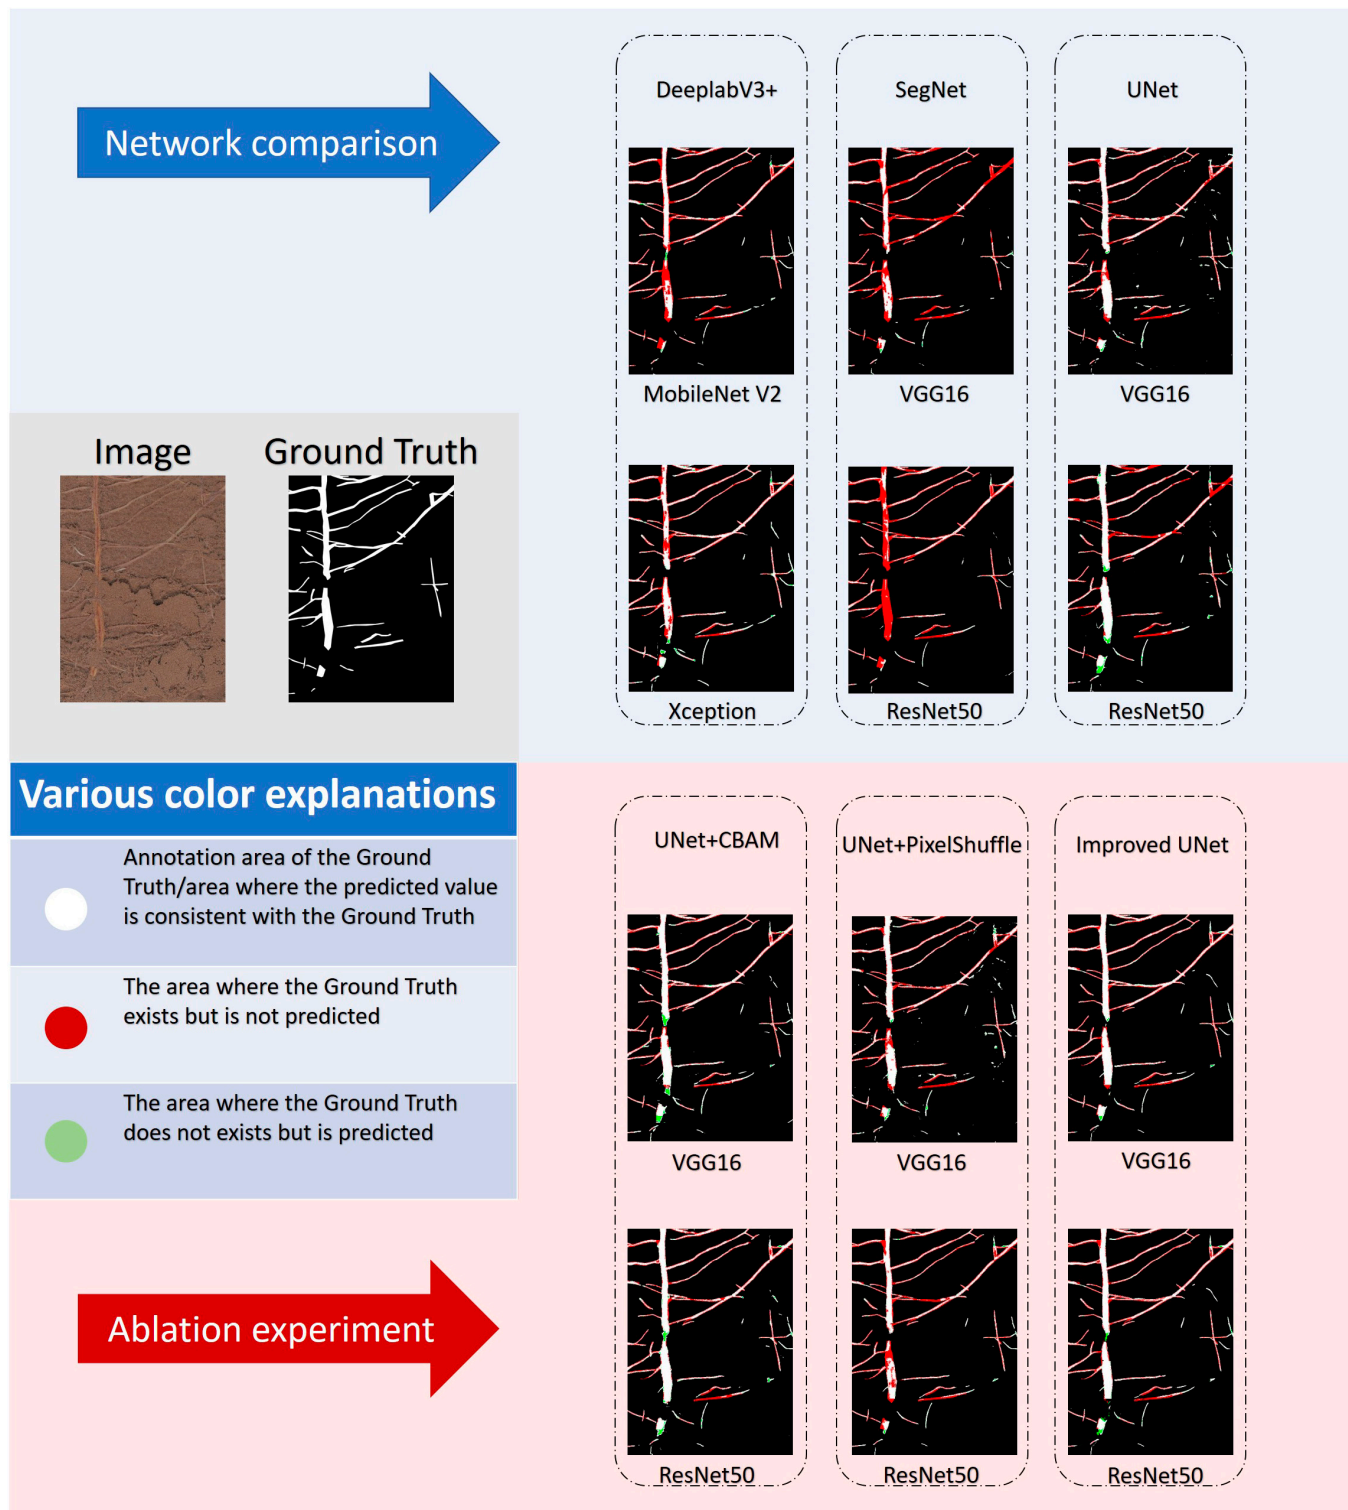 Network comparison
DeeplabV3+
SegNet
UNet
MobileNet V2
VGG16
VGG16
Image
Ground Truth
Xception
ResNet50
ResNet50
Various color explanations
Annotation area of the Ground
Truth/area where the predicted value
is consistent with the Ground Truth
The area where the Ground Truth
exists but is not predicted
The area where the Ground Truth
does not exists but is predicted
Ablation experiment
UNet+CBAM
UNet+PixelShuffle
Improved UNet
VGG16
VGG16
VGG16
ResNet50
ResNet50
ResNet50